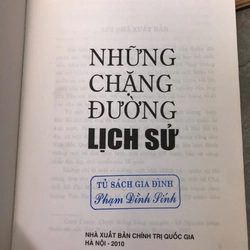 NHỮNG
CHẶNG
ĐƯỜNG
LỊCH SỬ
TỦ SÁCH GIA ĐÌNH
Phạm Đình Sính
NHÀ XUẤT BẢN CHÍNH TRỊ QUỐC GIA
HÀ NỘI - 2010